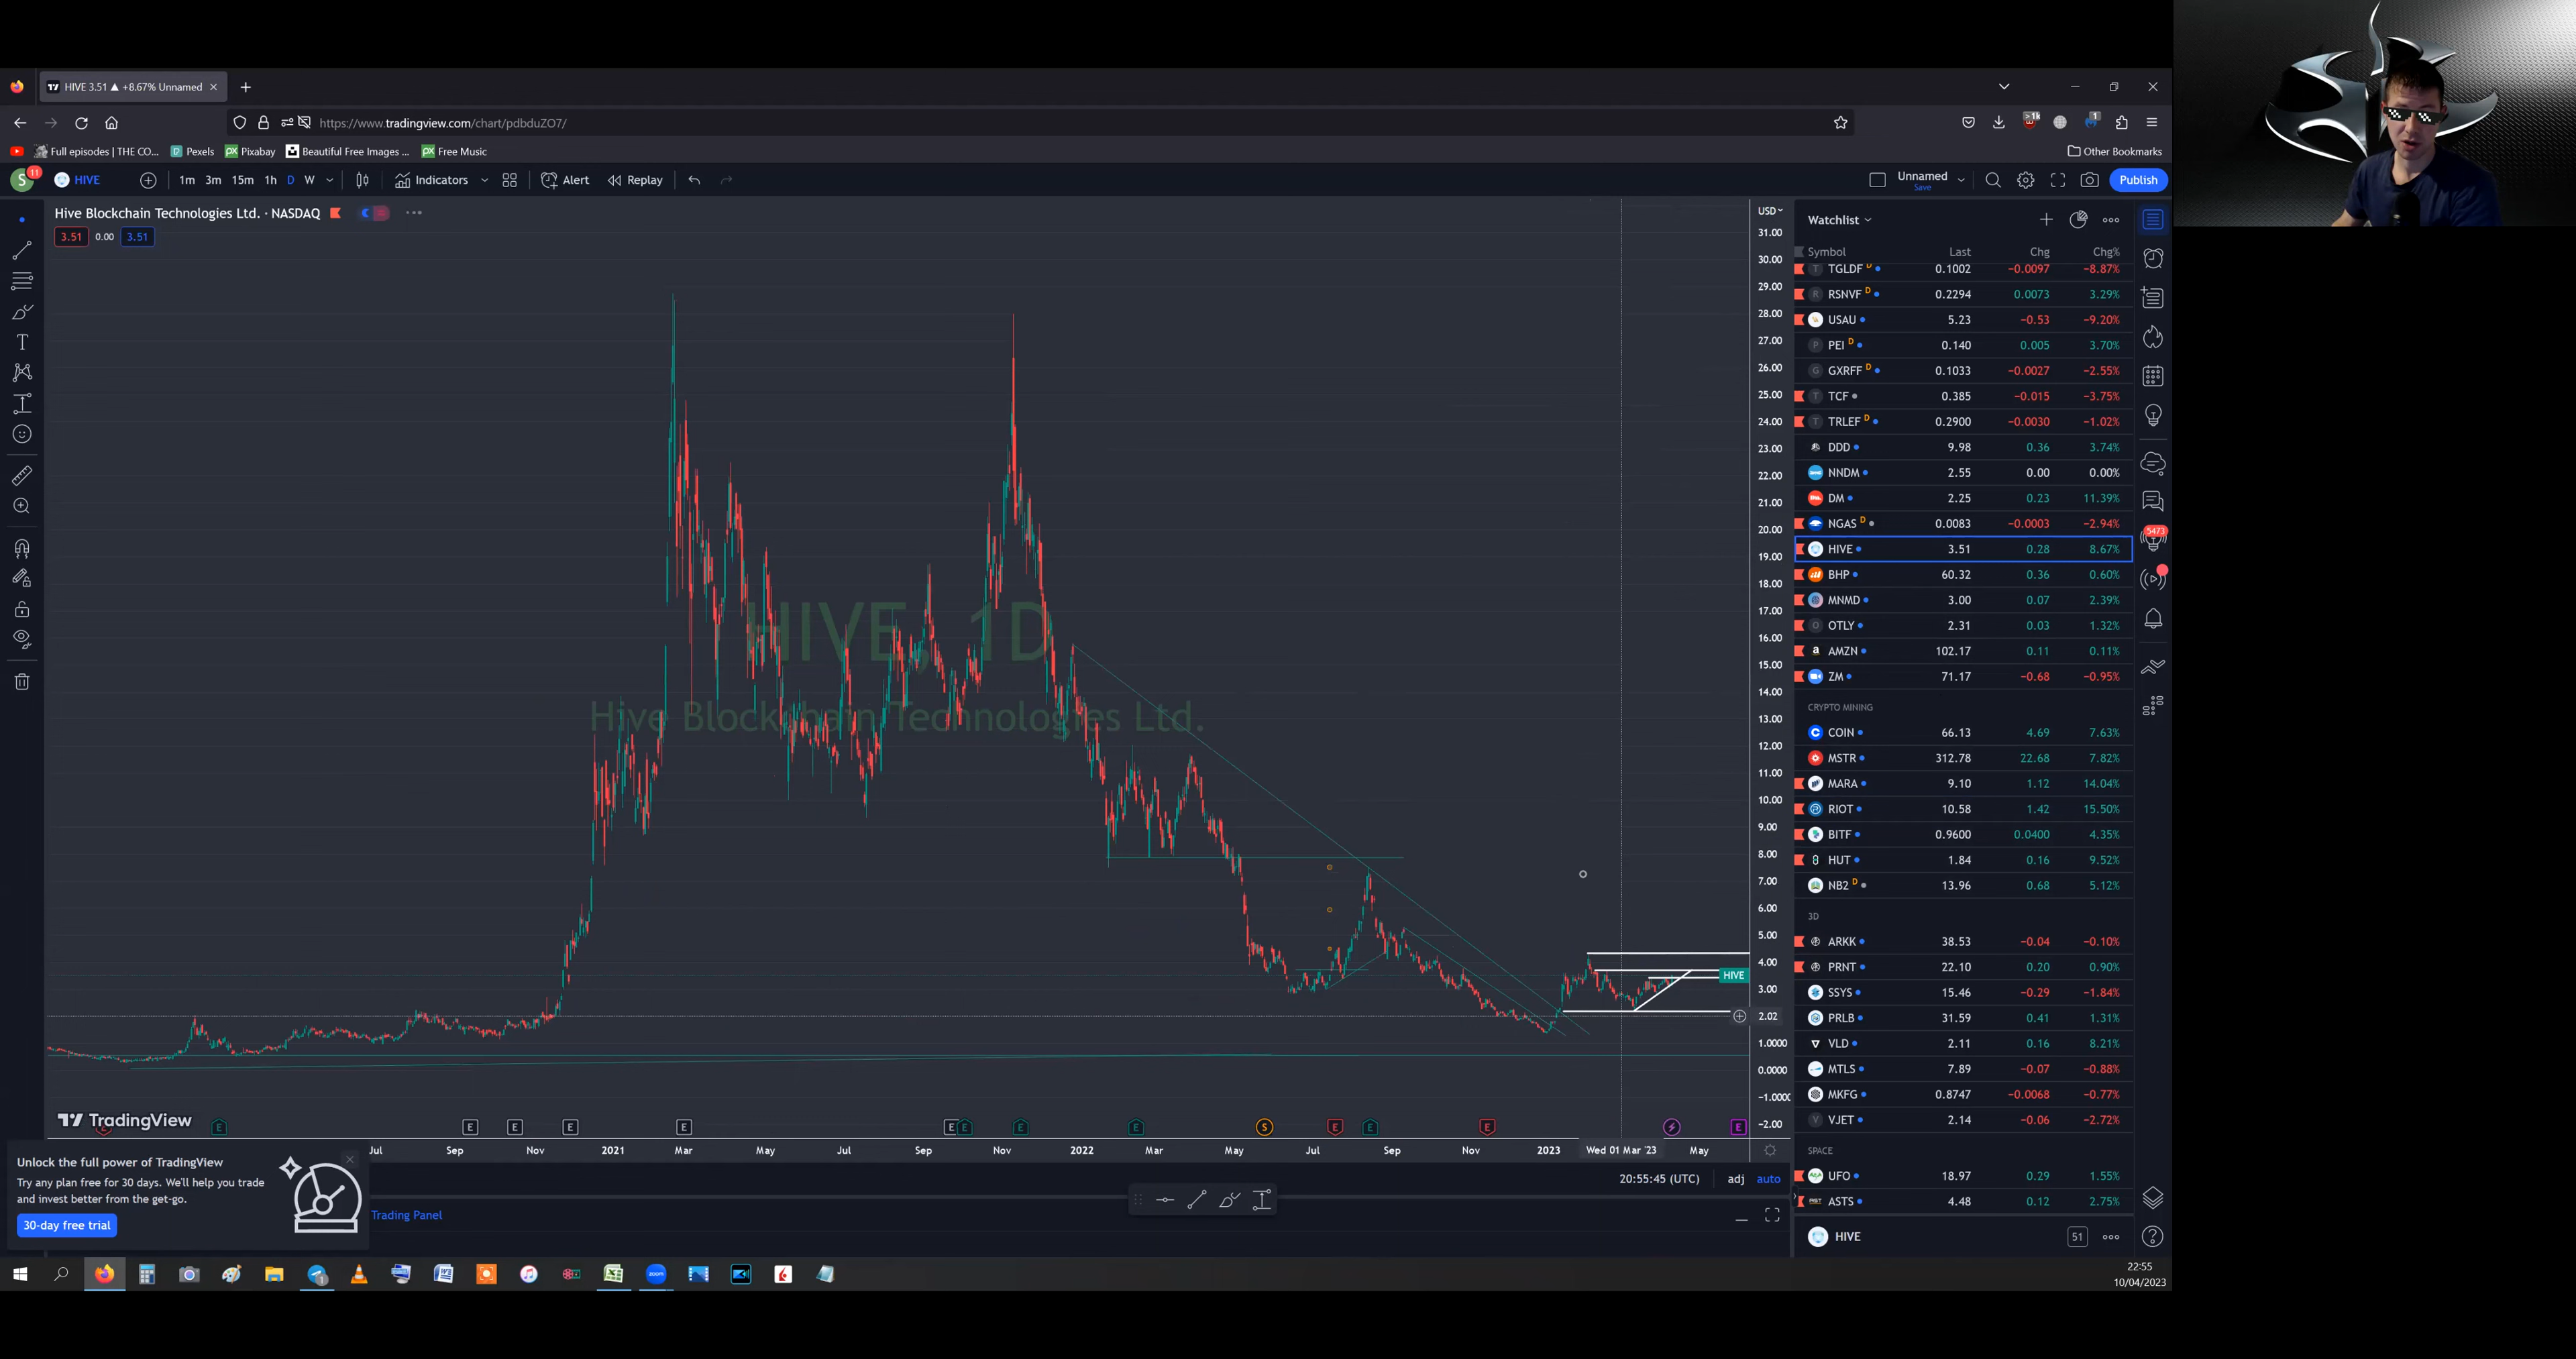 HIVE 3.51 ▲ +8.67% Unnamed
https://www.tradingview.com/chart/pdbduZO7/
>1k
1
Full episodes | THE CO... Pexels Pixabay Beautiful Free Images ... Free Music
Other Bookmarks
S 11 HIVE 1m 3m 15m 1h D W Indicators Alert Replay
Unnamed
Save
Publish
Hive Blockchain Technologies Ltd. · NASDAQ
3.51 0.00 3.51
HIVE, 1D
Hive Blockchain Technologies Ltd.
USD
31.00
30.00
29.00
28.00
27.00
26.00
25.00
24.00
23.00
22.00
21.00
20.00
19.00
18.00
17.00
16.00
15.00
14.00
13.00
12.00
11.00
10.00
9.00
8.00
7.00
6.00
5.00
4.00
HIVE
3.00
2.02
1.0000
0.0000
−1.0000
−2.00
TradingView
E E E E E E E E E S E E E E
Jul Sep Nov 2021 Mar May Jul Sep Nov 2022 Mar May Jul Sep Nov 2023 Wed 01 Mar '23 May
20:55:45 (UTC) adj auto
Unlock the full power of TradingView
Try any plan free for 30 days. We'll help you trade
and invest better from the get-go.
30-day free trial
Trading Panel
Watchlist
Symbol Last Chg Chg%
TGLDF D 0.1002 −0.0097 −8.87%
RSNVF D 0.2294 0.0073 3.29%
USAU 5.23 −0.53 −9.20%
PEI D 0.140 0.005 3.70%
GXRFF D 0.1033 −0.0027 −2.55%
TCF 0.385 −0.015 −3.75%
TRLEF D 0.2900 −0.0030 −1.02%
DDD 9.98 0.36 3.74%
NNDM 2.55 0.00 0.00%
DM 2.25 0.23 11.39%
NGAS D 0.0083 −0.0003 −2.94%
HIVE 3.51 0.28 8.67%
BHP 60.32 0.36 0.60%
MNMD 3.00 0.07 2.39%
OTLY 2.31 0.03 1.32%
AMZN 102.17 0.11 0.11%
ZM 71.17 −0.68 −0.95%
CRYPTO MINING
COIN 66.13 4.69 7.63%
MSTR 312.78 22.68 7.82%
MARA 9.10 1.12 14.04%
RIOT 10.58 1.42 15.50%
BITF 0.9600 0.0400 4.35%
HUT 1.84 0.16 9.52%
NB2 D 13.96 0.68 5.12%
3D
ARKK 38.53 −0.04 −0.10%
PRNT 22.10 0.20 0.90%
SSYS 15.46 −0.29 −1.84%
PRLB 31.59 0.41 1.31%
VLD 2.11 0.16 8.21%
MTLS 7.89 −0.07 −0.88%
MKFG 0.8747 −0.0068 −0.77%
VJET 2.14 −0.06 −2.72%
SPACE
UFO 18.97 0.29 1.55%
ASTS 4.48 0.12 2.75%
HIVE 51
5473
zoom
22:55
10/04/2023